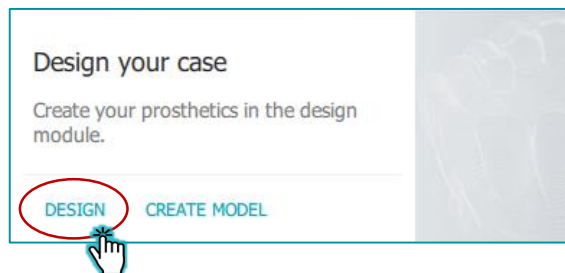 Design your case
Create your prosthetics in the design
module.
DESIGN CREATE MODEL